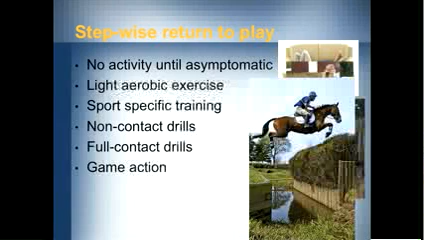 Step-wise return to play
No activity until asymptomatic
Light aerobic exercise
Sport specific training
Non-contact drills
Full-contact drills
Game action